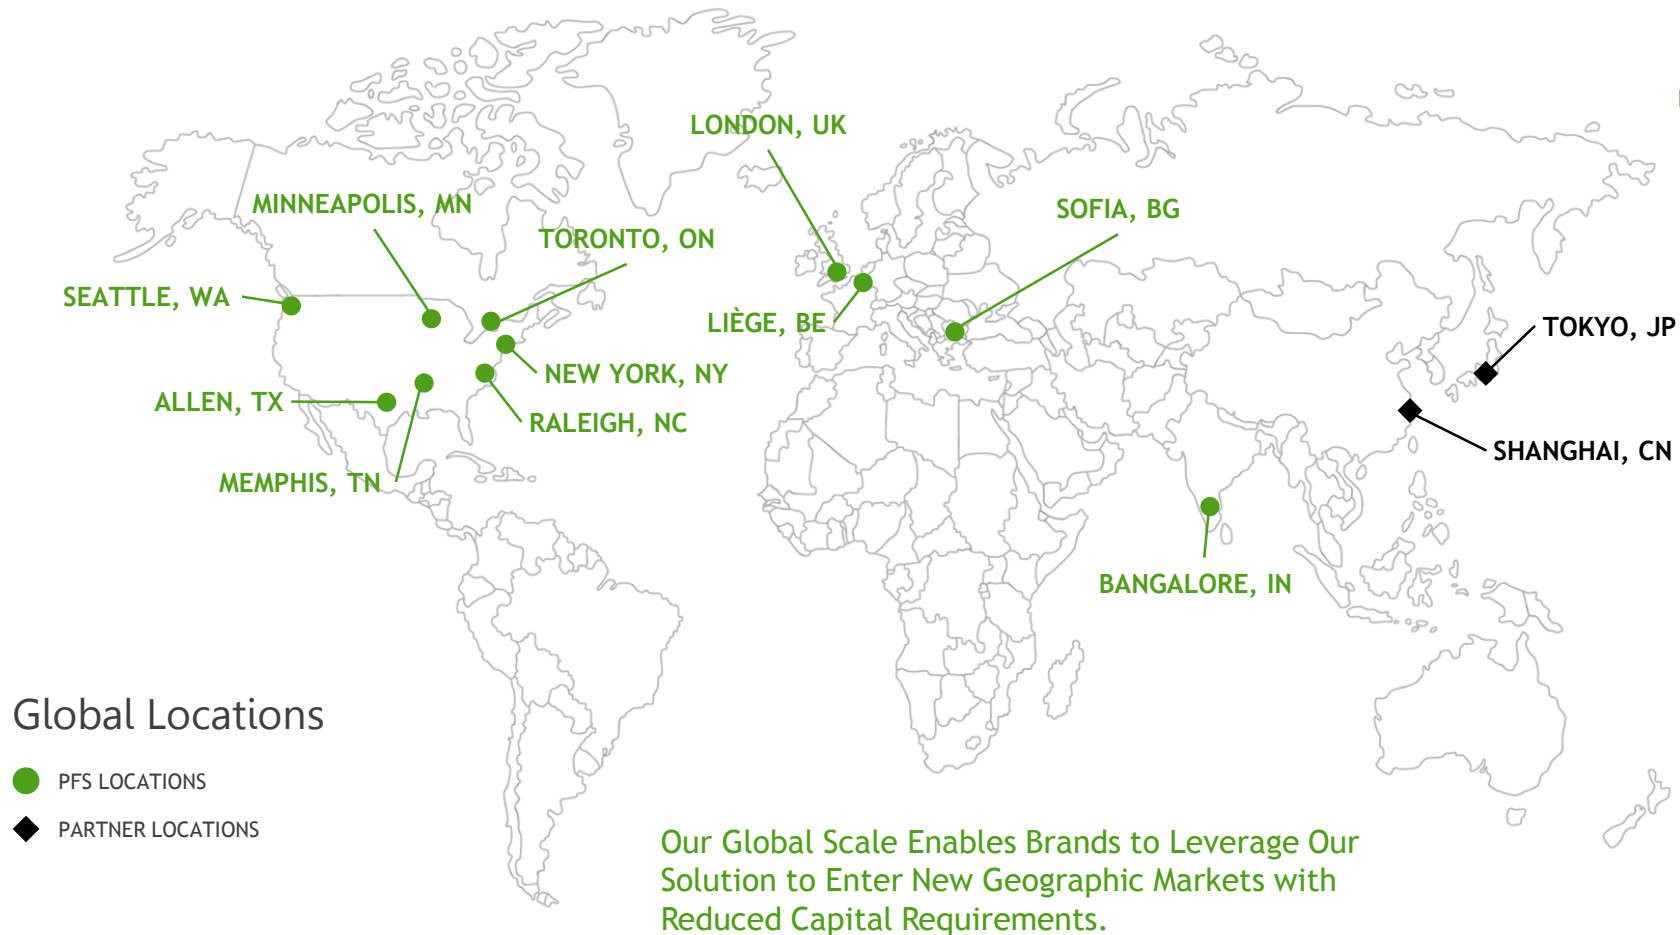 LONDON, UK
MINNEAPOLIS, MN
SOFIA, BG
TORONTO, ON
SEATTLE, WA
LIÈGE, BE
TOKYO, JP
NEW YORK, NY
ALLEN, TX
RALEIGH, NC
SHANGHAI, CN
MEMPHIS, TN
BANGALORE, IN
Global Locations
PFS LOCATIONS
PARTNER LOCATIONS
Our Global Scale Enables Brands to Leverage Our
Solution to Enter New Geographic Markets with
Reduced Capital Requirements.